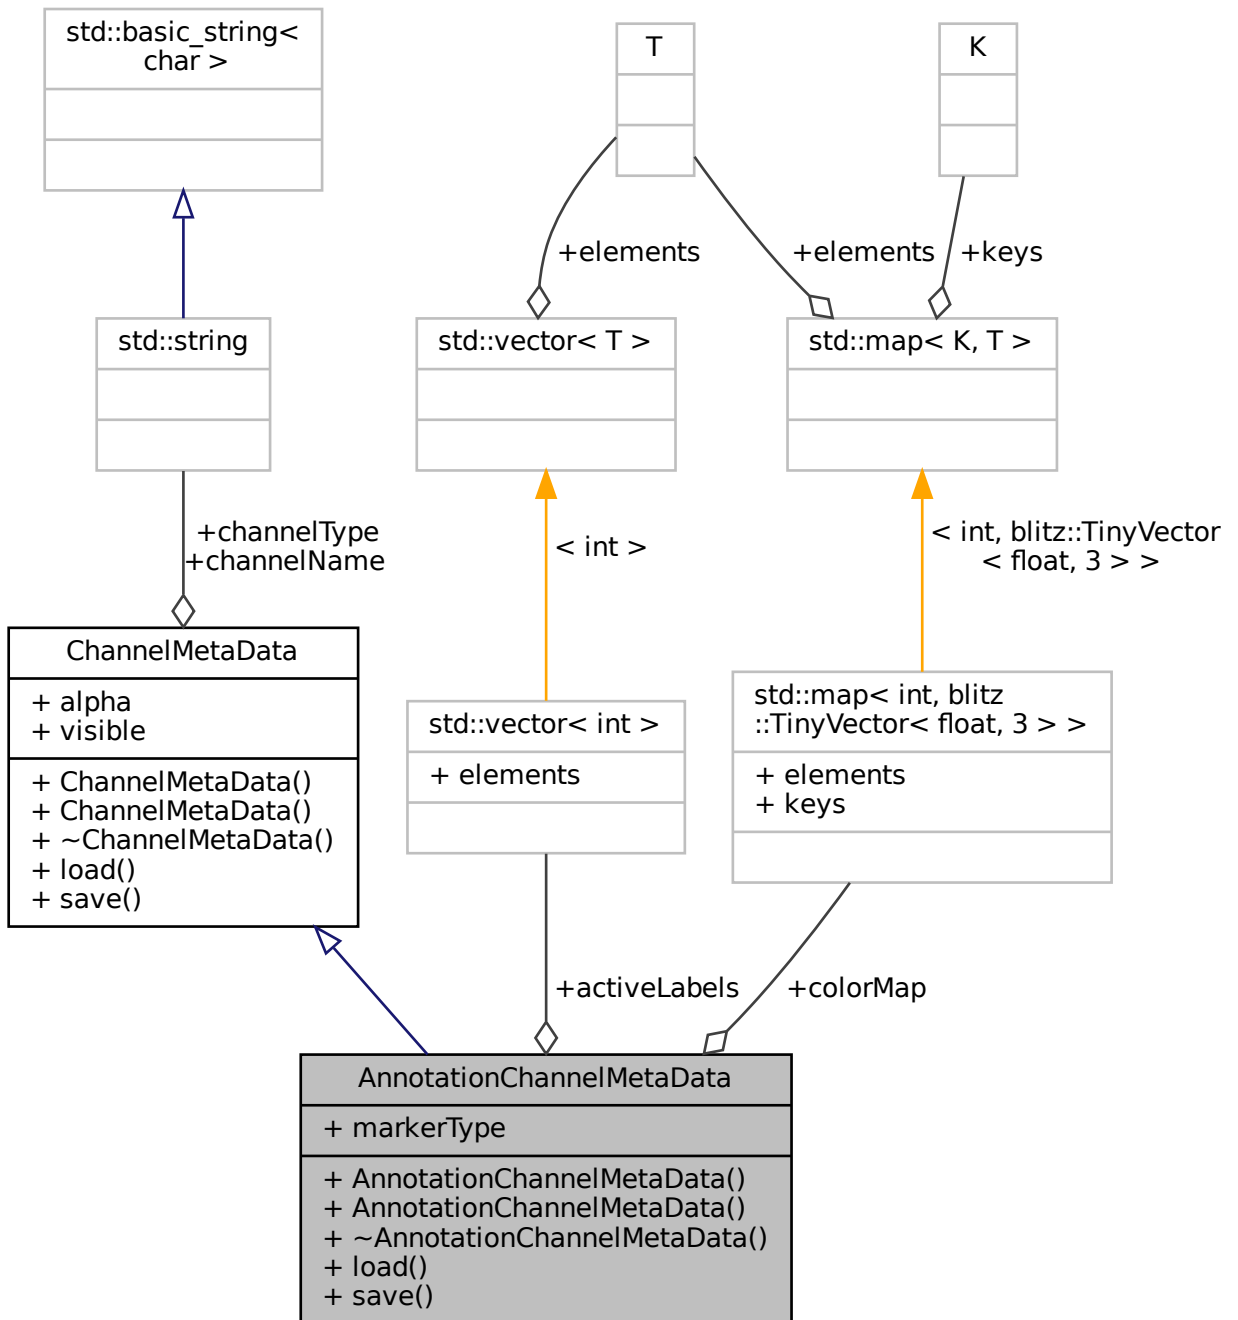 std::basic_string<
char >
T
K
+elements
+elements
+keys
std::string
std::vector< T >
std::map< K, T >
+channelType
+channelName
< int >
< int, blitz::TinyVector
< float, 3 > >
ChannelMetaData
+ alpha
+ visible
+ ChannelMetaData()
+ ChannelMetaData()
+ ~ChannelMetaData()
+ load()
+ save()
std::vector< int >
+ elements
std::map< int, blitz
::TinyVector< float, 3 > >
+ elements
+ keys
+activeLabels
+colorMap
AnnotationChannelMetaData
+ markerType
+ AnnotationChannelMetaData()
+ AnnotationChannelMetaData()
+ ~AnnotationChannelMetaData()
+ load()
+ save()